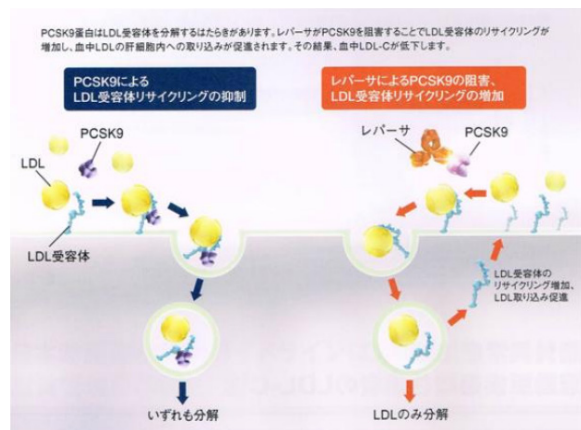 PCSK9蛋白はLDL受容体を分解するはたらきがあります。レパーサがPCSK9を阻害することでLDL受容体のリサイクリングが
増加し、血中LDLの肝細胞内への取り込みが促進されます。その結果、血中LDL-Cが低下します。
PCSK9による
LDL受容体リサイクリングの抑制
レパーサによるPCSK9の阻害、
LDL受容体リサイクリングの増加
PCSK9
LDL
レパーサ
PCSK9
LDL受容体
LDL受容体の
リサイクリング増加、
LDL取り込み促進
いずれも分解
LDLのみ分解